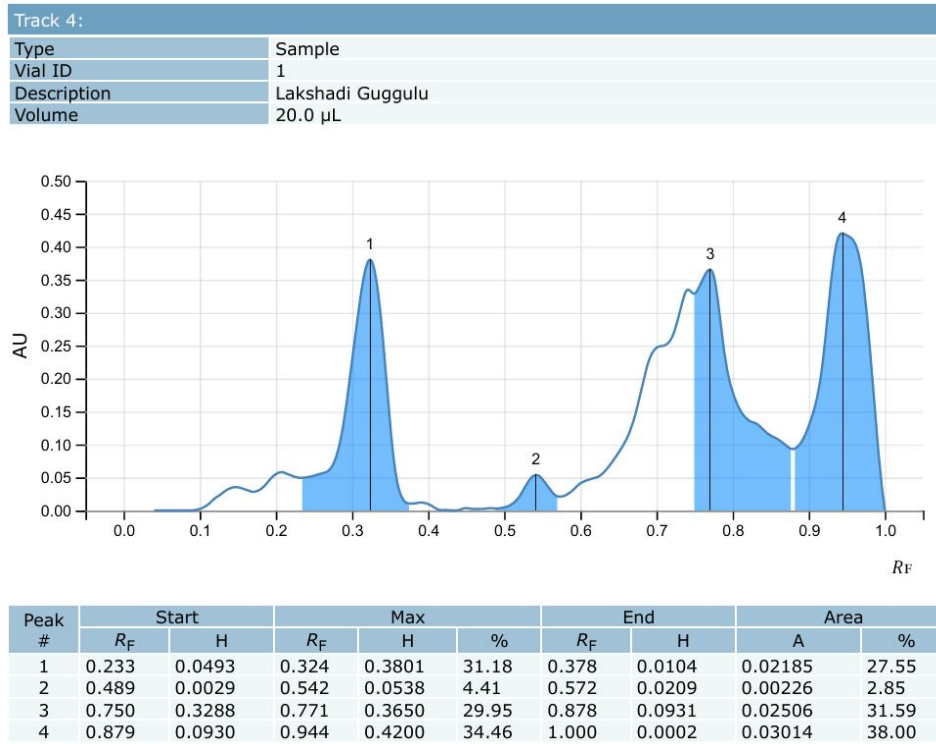 Track 4:
Type Sample
Vial ID 1
Description Lakshadi Guggulu
Volume 20.0 µL
0.50
0.45
0.40
0.35
0.30
0.25
0.20
0.15
0.10
0.05
0.00
AU
1
2
3
4
0.0 0.1 0.2 0.3 0.4 0.5 0.6 0.7 0.8 0.9 1.0
RF
Peak Start Max End Area
# RF H RF H % RF H A %
1 0.233 0.0493 0.324 0.3801 31.18 0.378 0.0104 0.02185 27.55
2 0.489 0.0029 0.542 0.0538 4.41 0.572 0.0209 0.00226 2.85
3 0.750 0.3288 0.771 0.3650 29.95 0.878 0.0931 0.02506 31.59
4 0.879 0.0930 0.944 0.4200 34.46 1.000 0.0002 0.03014 38.00